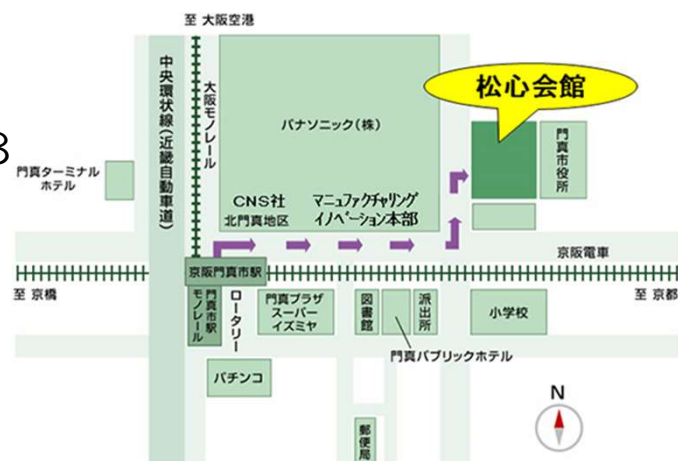 至 大阪空港
中央環状線(近畿自動車道)
大阪モノレール
パナソニック(株)
松心会館
門真市役所
8
門真ターミナル
ホテル
CNS社
北門真地区
マニュファクチャリング
イノベーション本部
京阪電車
京阪門真市駅
至 京橋
至 京都
門真市駅
モノレール
ロータリー
門真プラザ
スーパー
イズミヤ
図書館
派出所
小学校
門真パブリックホテル
パチンコ
郵便局
N